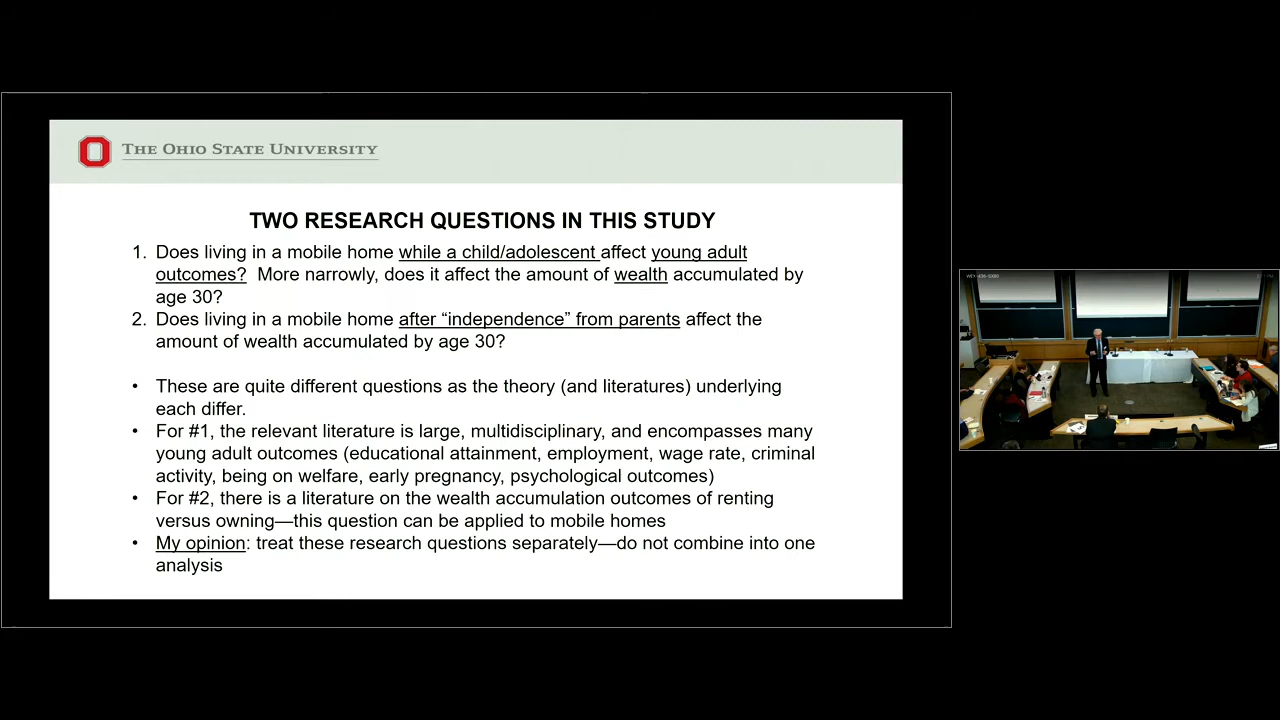 THE OHIO STATE UNIVERSITY
TWO RESEARCH QUESTIONS IN THIS STUDY
1. Does living in a mobile home while a child/adolescent affect young adult
outcomes? More narrowly, does it affect the amount of wealth accumulated by
age 30?
2. Does living in a mobile home after “independence” from parents affect the
amount of wealth accumulated by age 30?
• These are quite different questions as the theory (and literatures) underlying
each differ.
• For #1, the relevant literature is large, multidisciplinary, and encompasses many
young adult outcomes (educational attainment, employment, wage rate, criminal
activity, being on welfare, early pregnancy, psychological outcomes)
• For #2, there is a literature on the wealth accumulation outcomes of renting
versus owning—this question can be applied to mobile homes
• My opinion: treat these research questions separately—do not combine into one
analysis